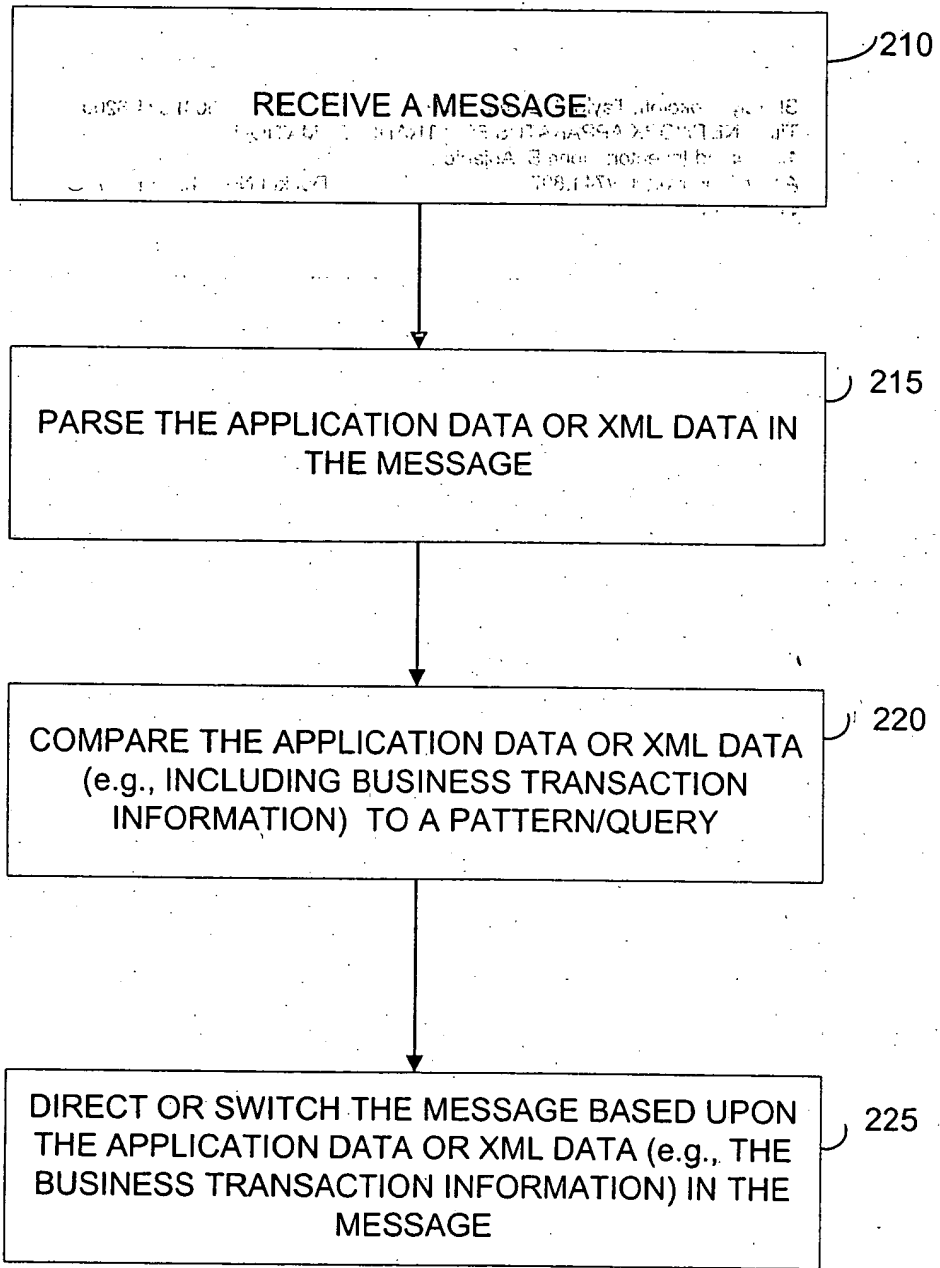 210
RECEIVE A MESSAGE
215
PARSE THE APPLICATION DATA OR XML DATA IN
THE MESSAGE
220
COMPARE THE APPLICATION DATA OR XML DATA
(e.g., INCLUDING BUSINESS TRANSACTION
INFORMATION) TO A PATTERN/QUERY
225
DIRECT OR SWITCH THE MESSAGE BASED UPON
THE APPLICATION DATA OR XML DATA (e.g., THE
BUSINESS TRANSACTION INFORMATION) IN THE
MESSAGE